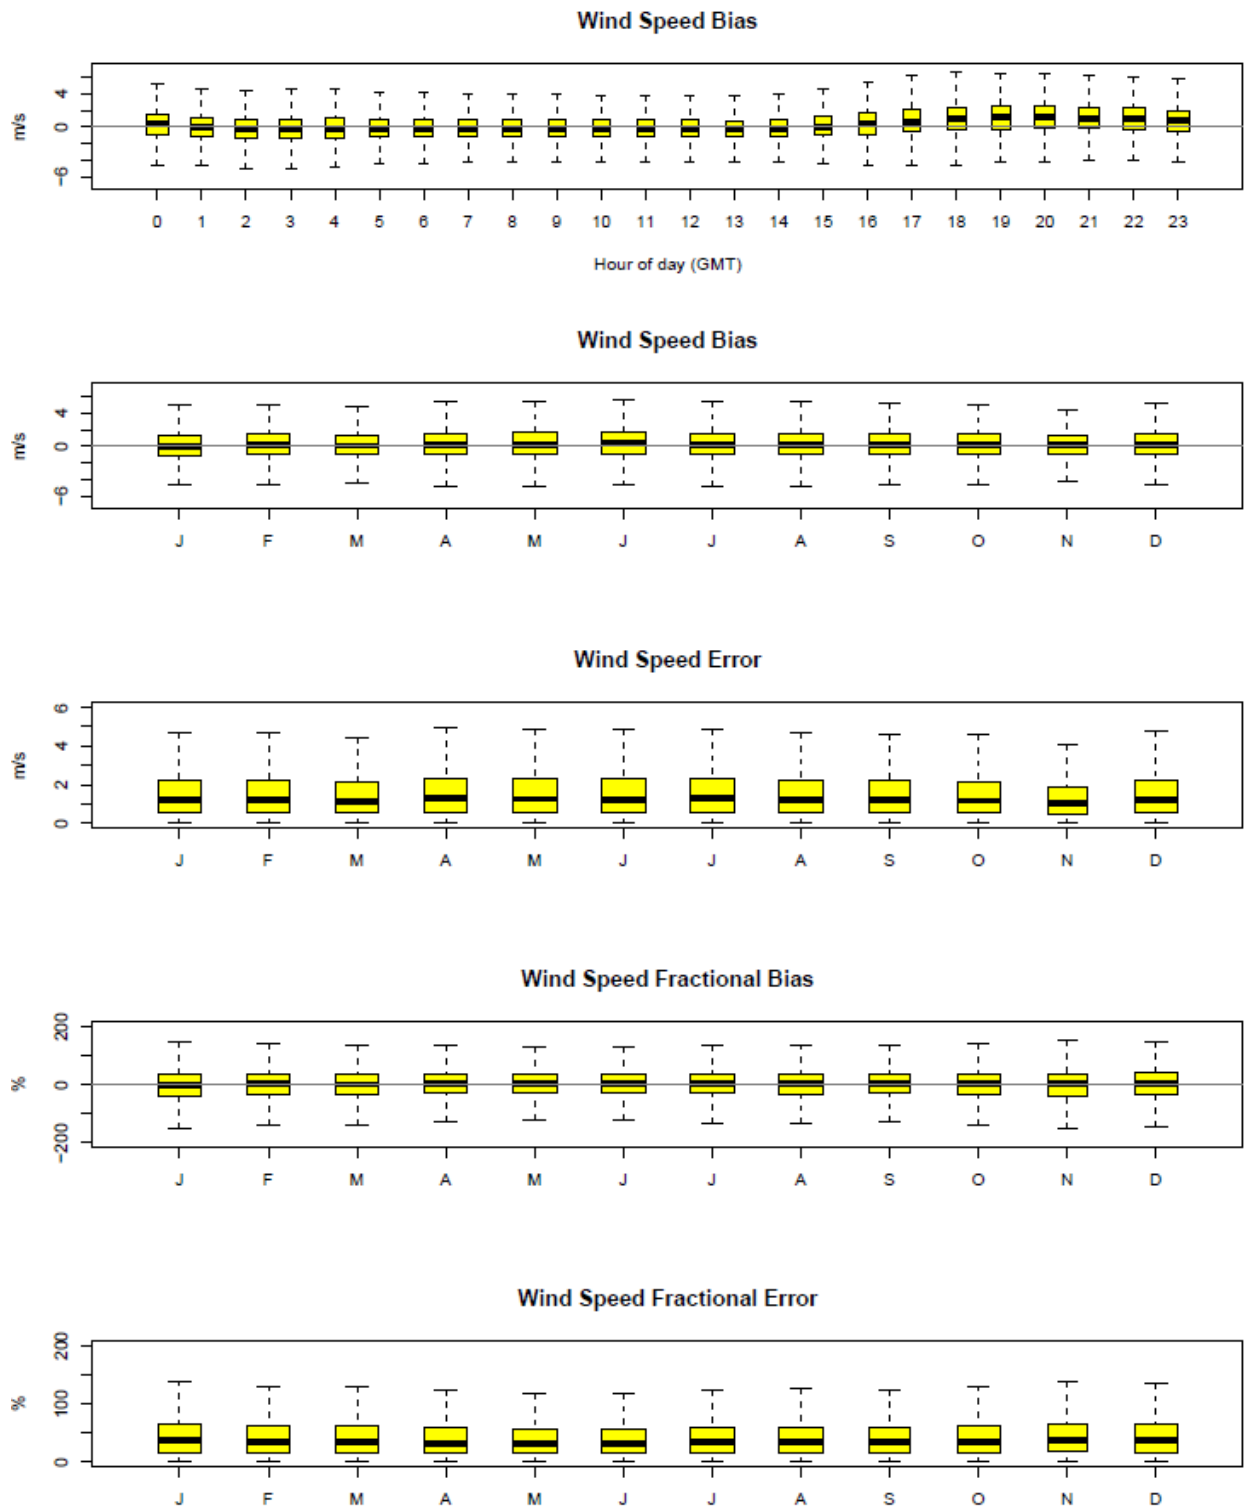 Wind Speed Bias
m/s
4
0
−6
0 1 2 3 4 5 6 7 8 9 10 11 12 13 14 15 16 17 18 19 20 21 22 23
Hour of day (GMT)
Wind Speed Bias
m/s
4
0
−6
J F M A M J J A S O N D
Wind Speed Error
m/s
6
4
2
0
J F M A M J J A S O N D
Wind Speed Fractional Bias
%
200
0
−200
J F M A M J J A S O N D
Wind Speed Fractional Error
%
200
100
0
J F M A M J J A S O N D